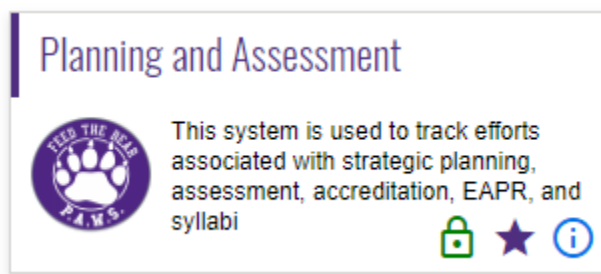 Planning and Assessment
FEED THE BEAR
P.A.W.S.
This system is used to track efforts
associated with strategic planning,
assessment, accreditation, EAPR, and
syllabi